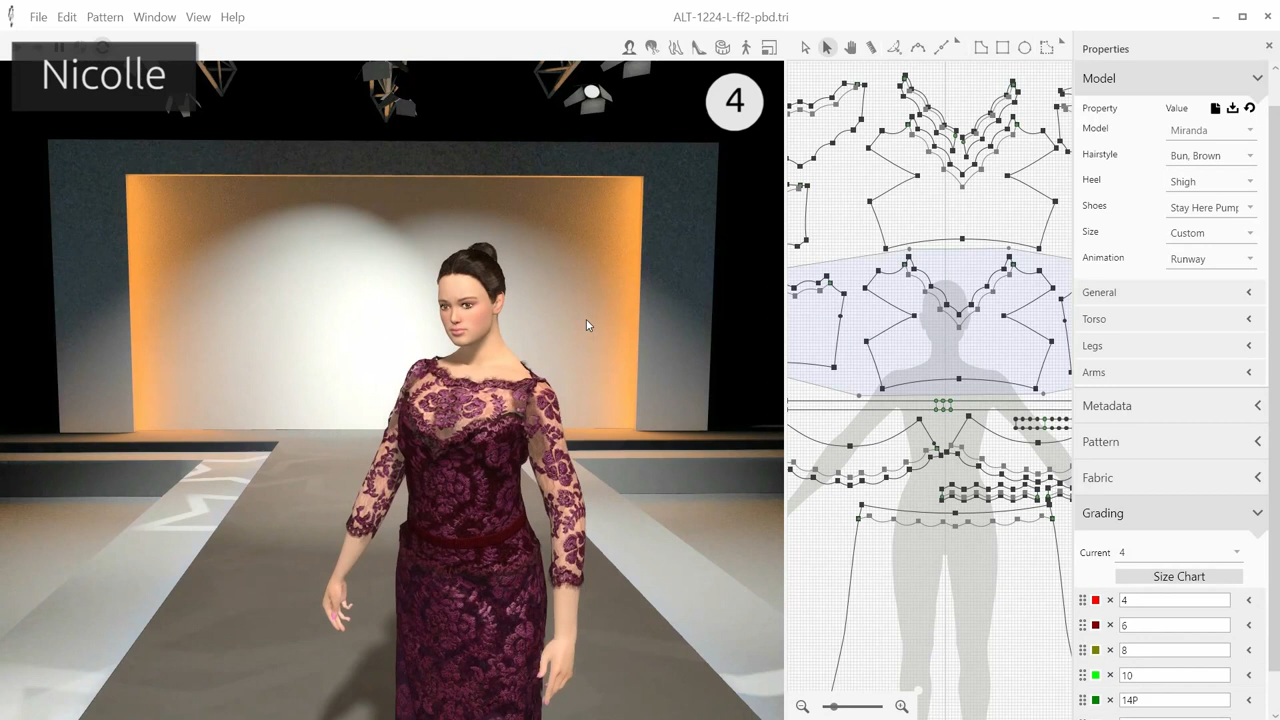 File Edit Pattern Window View Help
ALT-1224-L-ff2-pbd.tri
Nicolle
4
Properties
Model
Property Value
Model Miranda
Hairstyle Bun, Brown
Heel Shigh
Shoes Stay Here Pump
Size Custom
Animation Runway
General
Torso
Legs
Arms
Metadata
Pattern
Fabric
Grading
Current 4
Size Chart
4
6
8
10
14P